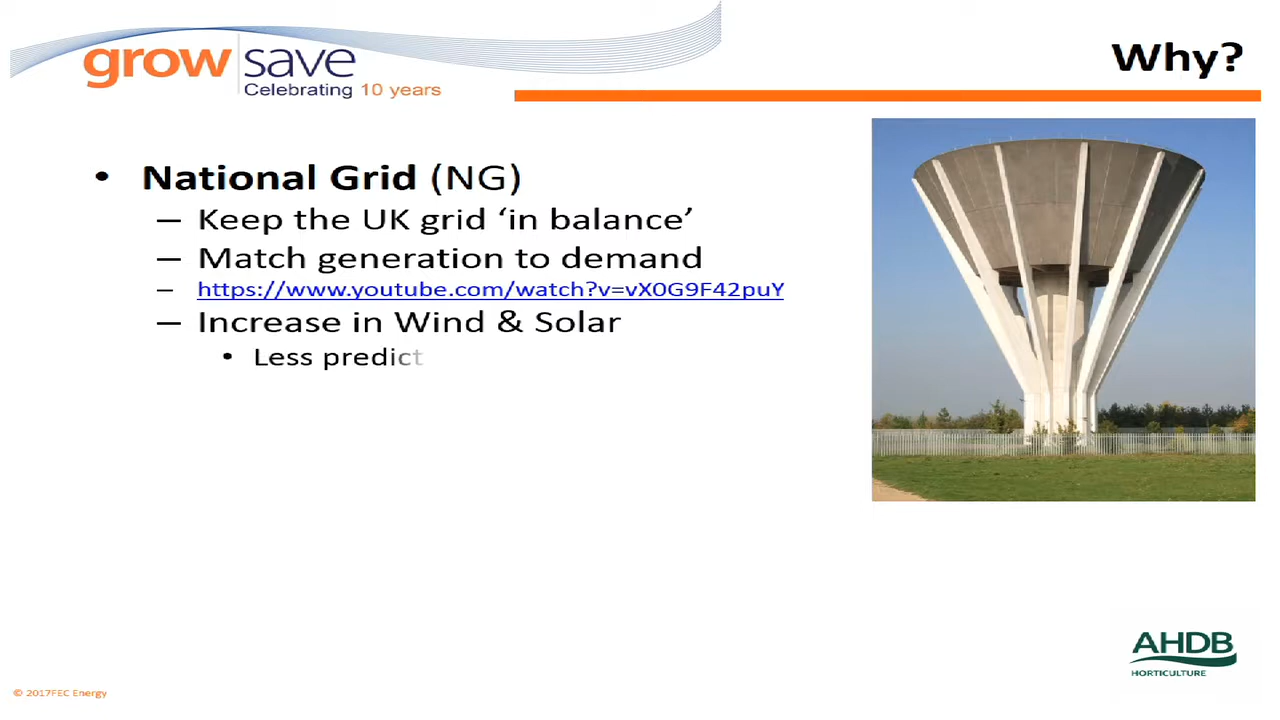 grow save
Celebrating 10 years
Why?
• National Grid (NG)
– Keep the UK grid ‘in balance’
– Match generation to demand
– https://www.youtube.com/watch?v=vX0G9F42puY
– Increase in Wind & Solar
• Less predict
AHDB
HORTICULTURE
© 2017FEC Energy